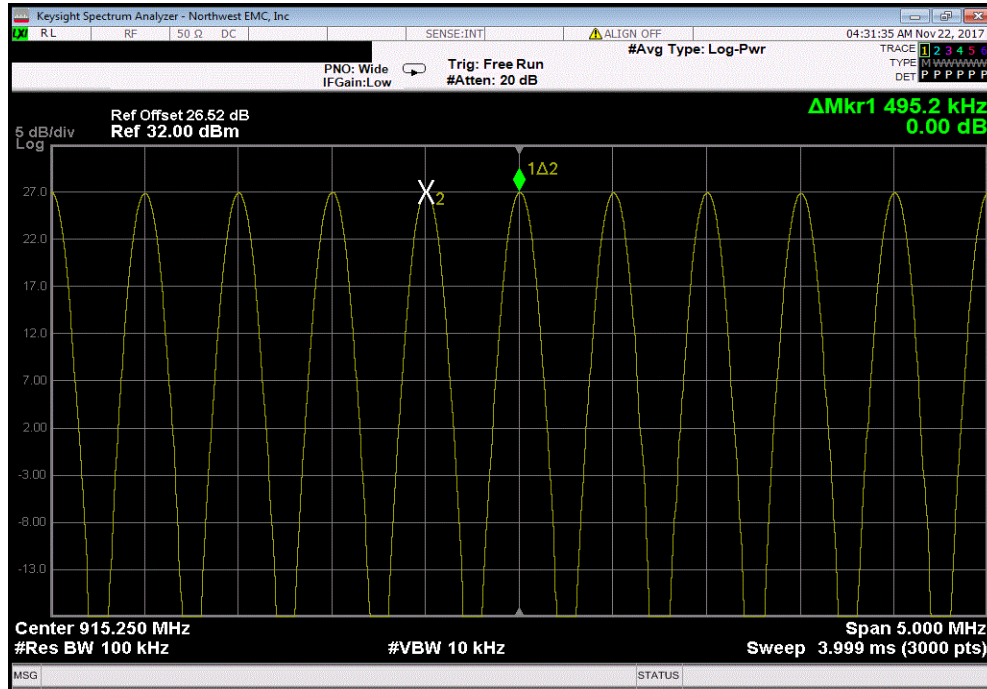 Keysight Spectrum Analyzer - Northwest EMC, Inc
LXI RL RF 50 Ω DC SENSE:INT ALIGN OFF 04:31:35 AM Nov 22, 2017
#Avg Type: Log-Pwr
TRACE 1 2 3 4 5 6
PNO: Wide Trig: Free Run
TYPE M WWWWW
IFGain:Low #Atten: 20 dB
DET P P P P P P
ΔMkr1 495.2 kHz
0.00 dB
Ref Offset 26.52 dB
5 dB/div Ref 32.00 dBm
Log
1Δ2
27.0
X2
22.0
17.0
12.0
7.00
2.00
-3.00
-8.00
-13.0
Center 915.250 MHz Span 5.000 MHz
#Res BW 100 kHz #VBW 10 kHz Sweep 3.999 ms (3000 pts)
MSG STATUS